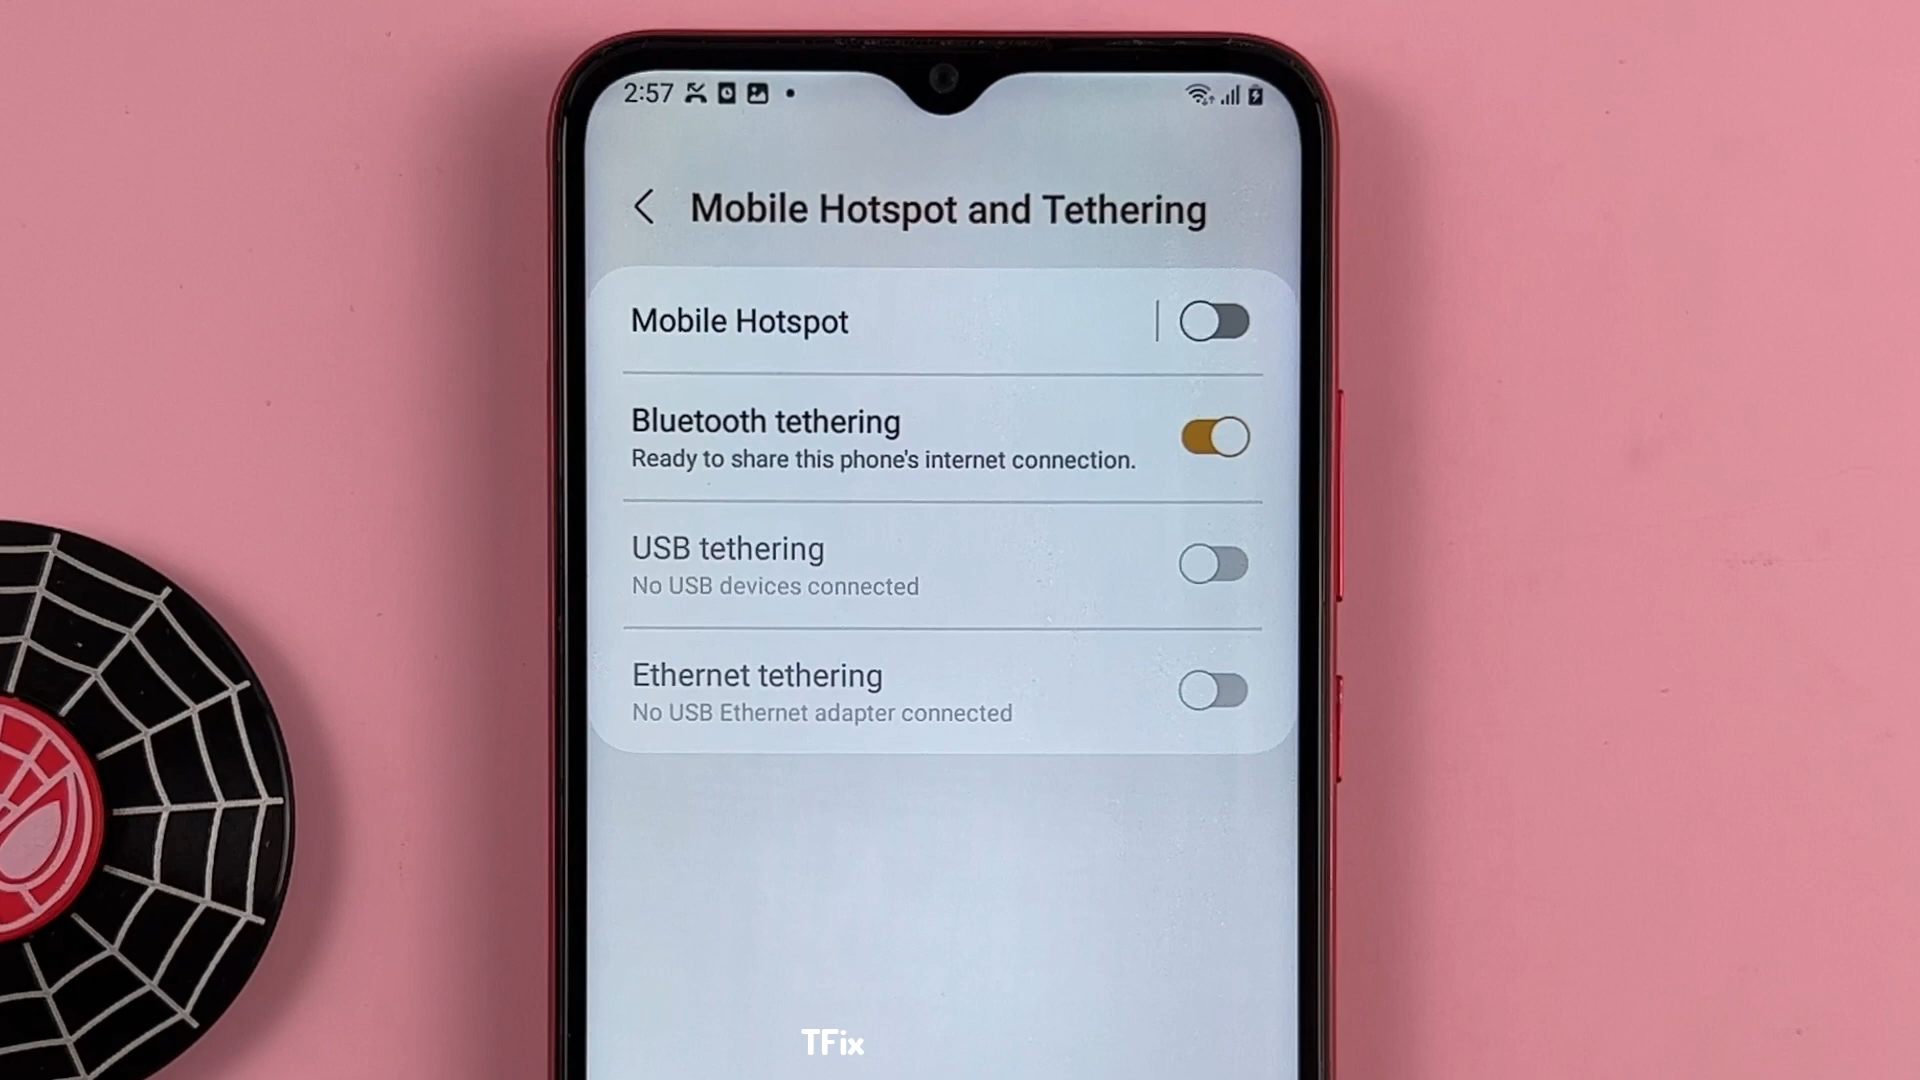 2:57
Mobile Hotspot and Tethering
Mobile Hotspot
Bluetooth tethering
Ready to share this phone's internet connection.
USB tethering
No USB devices connected
Ethernet tethering
No USB Ethernet adapter connected
TFix